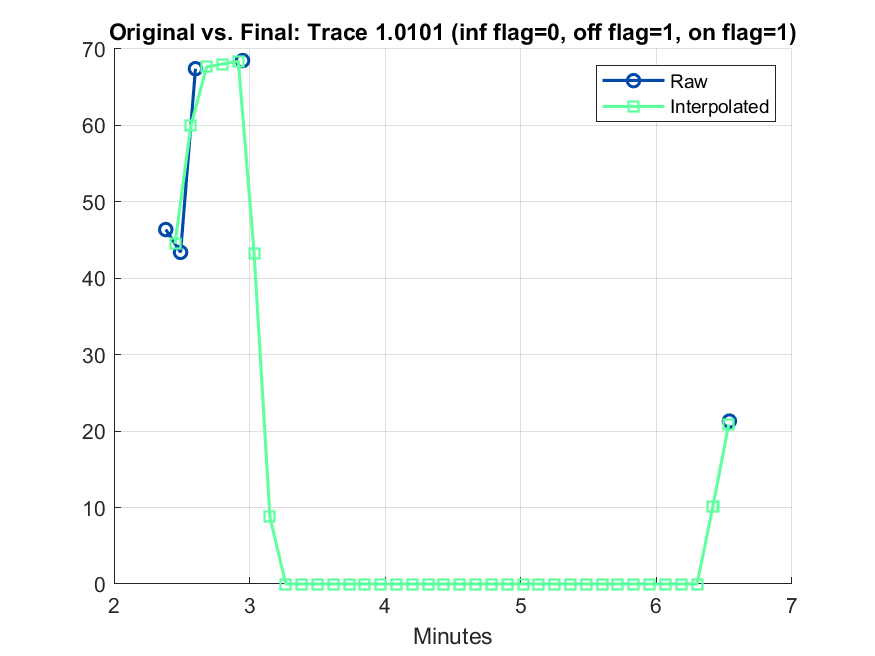 Original vs. Final: Trace 1.0101 (inf flag=0, off flag=1, on flag=1)
70
60
50
40
30
20
10
0
Raw
Interpolated
2 3 4 5 6 7
Minutes